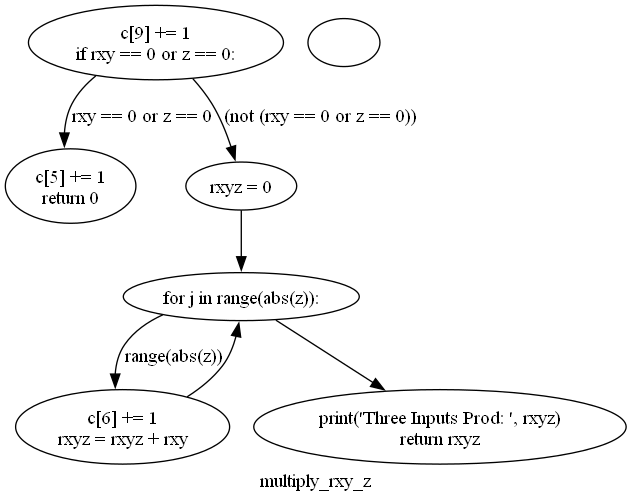 c[9] += 1
if rxy == 0 or z == 0:
rxy == 0 or z == 0
(not (rxy == 0 or z == 0))
c[5] += 1
return 0
rxyz = 0
for j in range(abs(z)):
range(abs(z))
c[6] += 1
rxyz = rxyz + rxy
print('Three Inputs Prod: ', rxyz)
return rxyz
multiply_rxy_z